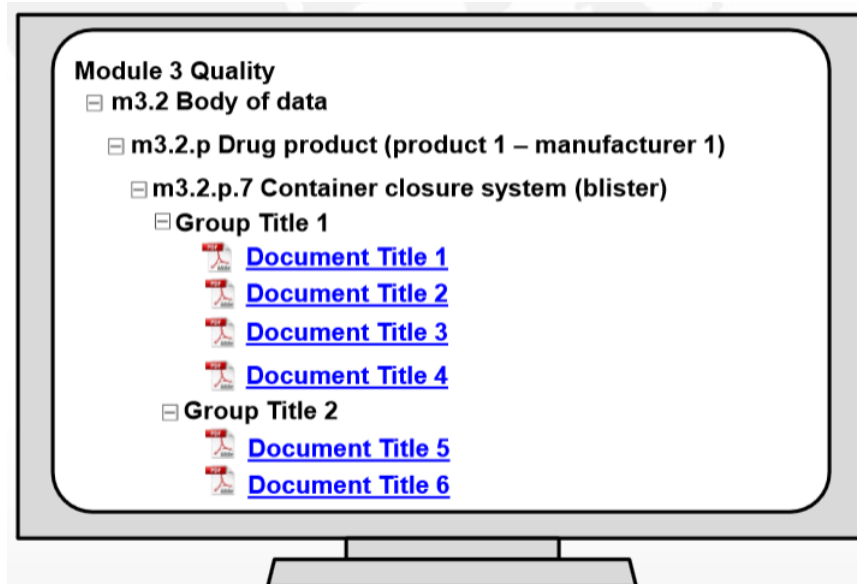 Module 3 Quality
m3.2 Body of data
m3.2.p Drug product (product 1 – manufacturer 1)
m3.2.p.7 Container closure system (blister)
Group Title 1
Document Title 1
Document Title 2
Document Title 3
Document Title 4
Group Title 2
Document Title 5
Document Title 6